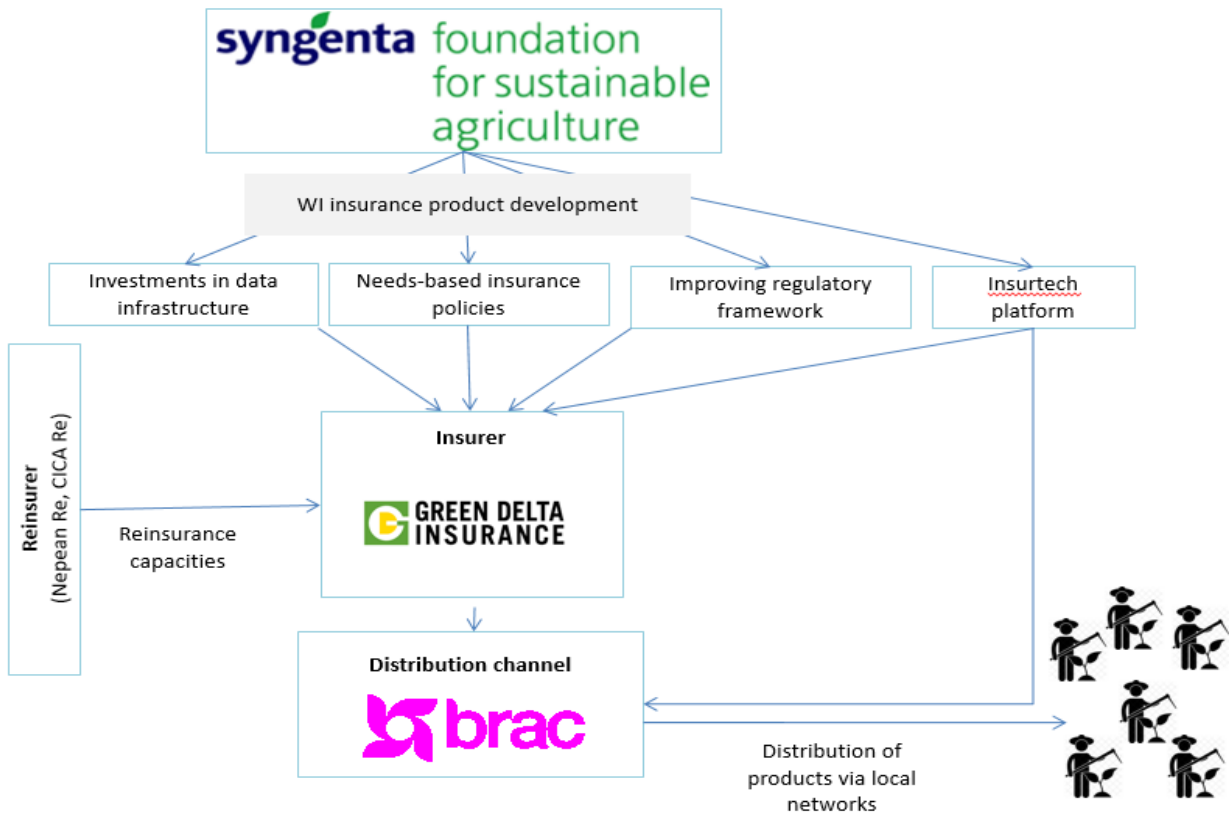 syngenta foundation
for sustainable
agriculture
WI insurance product development
Investments in data
infrastructure
Needs-based insurance
policies
Improving regulatory
framework
Insurtech
platform
Reinsurer
(Nepean Re, CICA Re)
Reinsurance
capacities
Insurer
GREEN DELTA
INSURANCE
Distribution channel
brac
Distribution of
products via local
networks